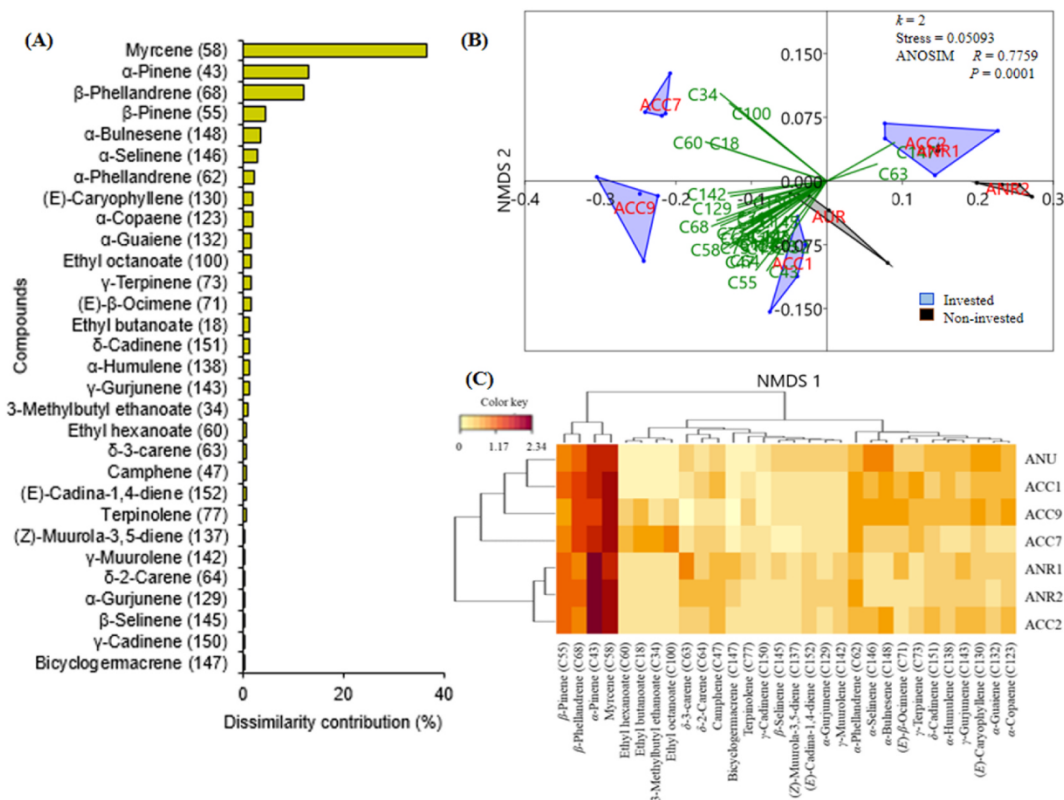 (A)
Compounds
Myrcene (58)
α-Pinene (43)
β-Phellandrene (68)
β-Pinene (55)
α-Bulnesene (148)
α-Selinene (146)
α-Phellandrene (62)
(E)-Caryophyllene (130)
α-Copaene (123)
α-Guaiene (132)
Ethyl octanoate (100)
γ-Terpinene (73)
(E)-β-Ocimene (71)
Ethyl butanoate (18)
δ-Cadinene (151)
α-Humulene (138)
γ-Gurjunene (143)
3-Methylbutyl ethanoate (34)
Ethyl hexanoate (60)
δ-3-carene (63)
Camphene (47)
(E)-Cadina-1,4-diene (152)
Terpinolene (77)
(Z)-Muurola-3,5-diene (137)
γ-Muurolene (142)
δ-2-Carene (64)
α-Gurjunene (129)
β-Selinene (145)
γ-Cadinene (150)
Bicyclogermacrene (147)
0 20 40
Dissimilarity contribution (%)
(B)
k = 2
Stress = 0.05093
ANOSIM R = 0.7759
P = 0.0001
NMDS 2
0.150
0.075
0.000
-0.075
-0.150
-0.4 -0.3 -0.2 0.1 0.2 0.3
ACC7
C34
C100
C60 C18
ACC2
ANR1
C63
ANR2
C142
C129
ACC9
C68
C58
AUR
ACC1
C43
C55
Invested
Non-invested
NMDS 1
(C)
Color key
0 1.17 2.34
ANU
ACC1
ACC9
ACC7
ANR1
ANR2
ACC2
β-Pinene (C55)
β-Phellandrene (C68)
α-Pinene (C43)
Myrcene (C58)
Ethyl hexanoate (C60)
Ethyl butanoate (C18)
3-Methylbutyl ethanoate (C34)
Ethyl octanoate (C100)
δ-3-carene (C63)
δ-2-Carene (C64)
Camphene (C47)
Bicyclogermacrene (C147)
Terpinolene (C77)
γ-Cadinene (C150)
β-Selinene (C145)
(Z)-Muurola-3,5-diene (C137)
(E)-Cadina-1,4-diene (C152)
α-Gurjunene (C129)
γ-Muurolene (C142)
α-Phellandrene (C62)
α-Selinene (C146)
α-Bulnesene (C148)
(E)-β-Ocimene (C71)
γ-Terpinene (C73)
δ-Cadinene (C151)
α-Humulene (C138)
γ-Gurjunene (C143)
(E)-Caryophyllene (C130)
α-Guaiene (C132)
α-Copaene (C123)